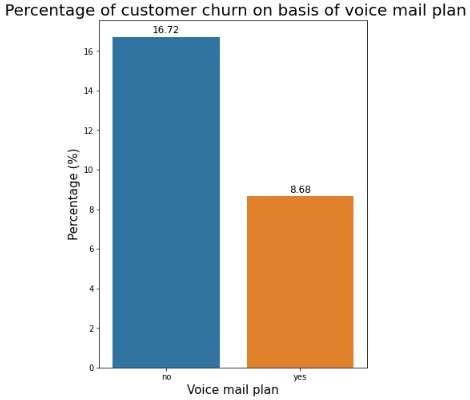 Percentage of customer churn on basis of voice mail plan
16.72
8.68
Percentage (%)
16
14
12
10
8
6
4
2
0
no yes
Voice mail plan